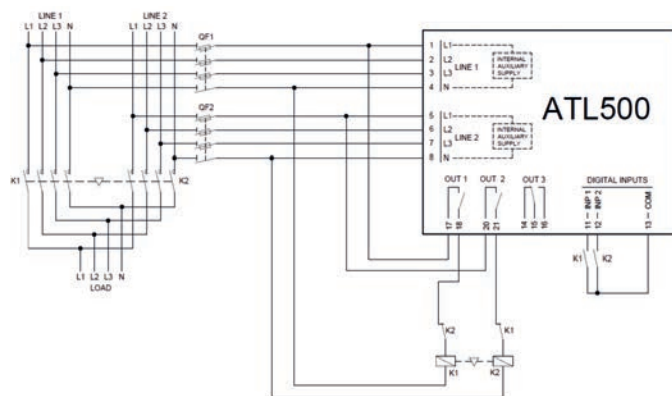 LINE 1
LINE 2
L1 L2 L3 N
L1 L2 L3 N
QF1
QF2
K1
K2
L1 L2 L3 N
LOAD
1 L1
2 L2
3 L3
4 N
LINE 1
INTERNAL AUXILIARY SUPPLY
5 L1
6 L2
7 L3
8 N
LINE 2
INTERNAL AUXILIARY SUPPLY
ATL500
OUT 1
OUT 2
OUT 3
DIGITAL INPUTS
17
18
20
21
14
15
16
11 INP 1
12 INP 2
13 COM
K1
K2
K2
K1
K1
K2